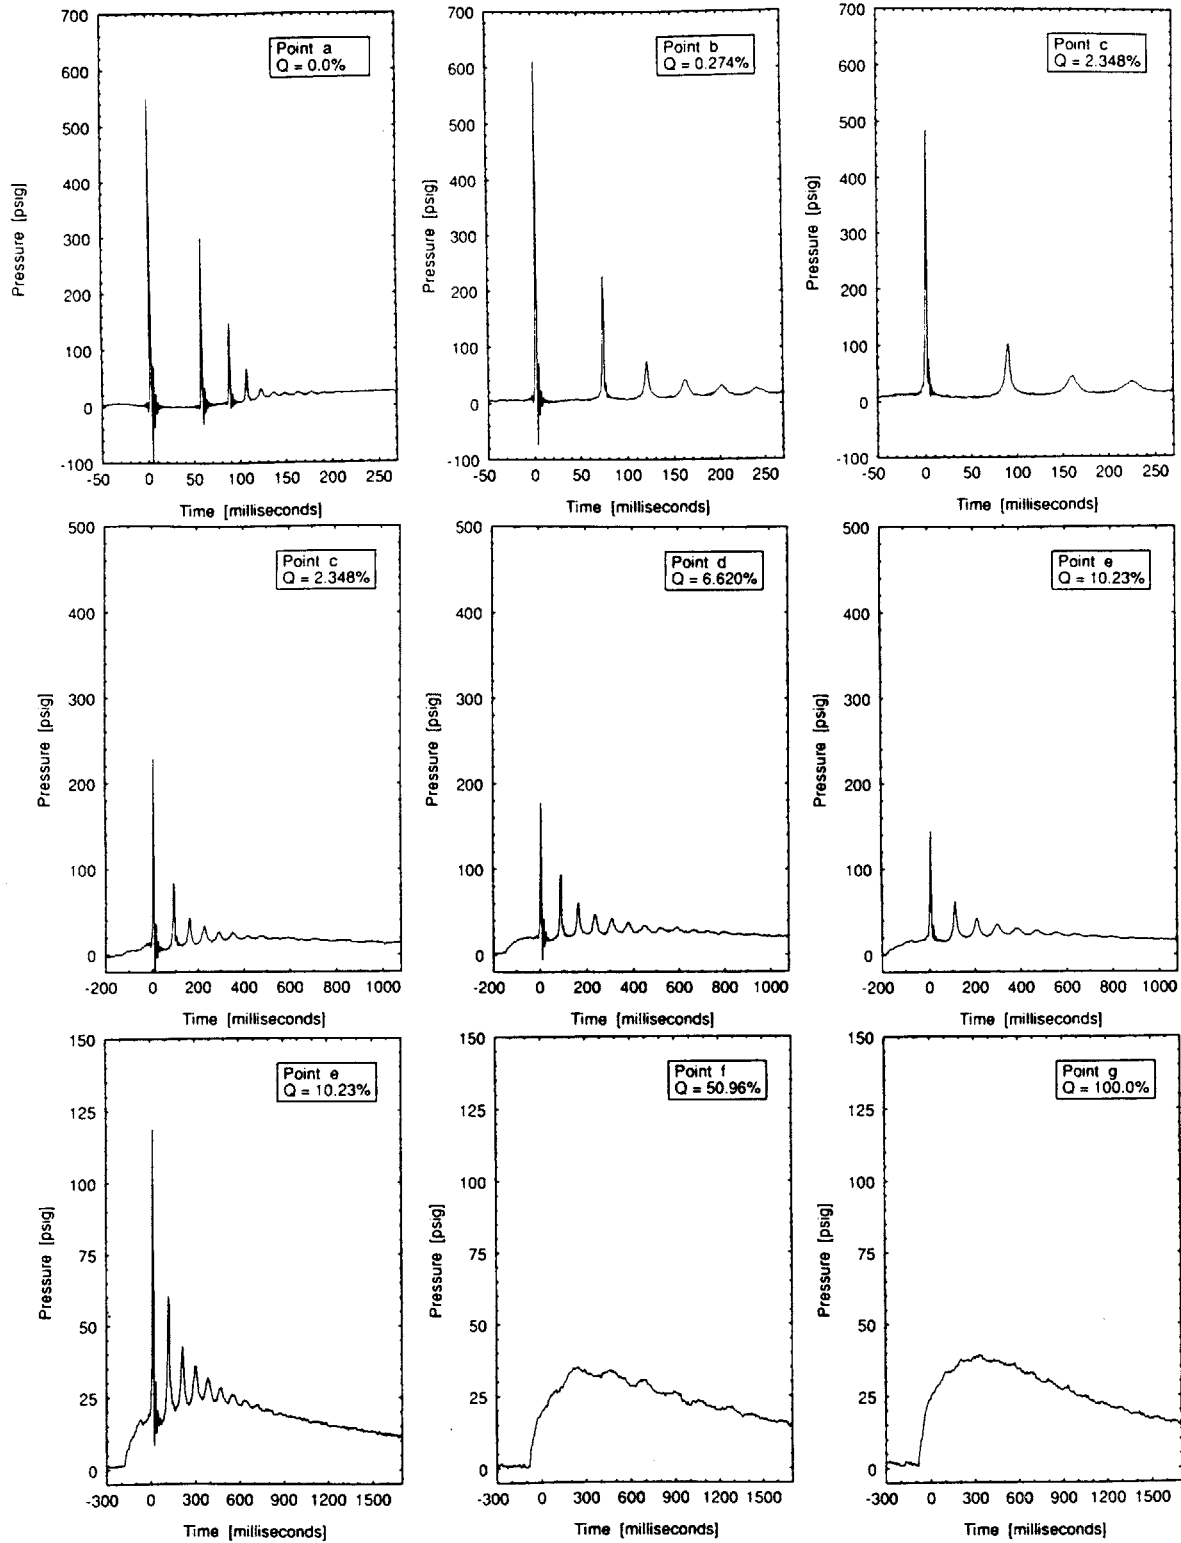 700
600
500
400
300
200
100
0
-100
Pressure [psig]
Point a
Q = 0.0%
-50 0 50 100 150 200 250
Time [milliseconds]
700
600
500
400
300
200
100
0
-100
Pressure [psig]
Point b
Q = 0.274%
-50 0 50 100 150 200 250
Time [milliseconds]
700
600
500
400
300
200
100
0
-100
Pressure [psig]
Point c
Q = 2.348%
-50 0 50 100 150 200 250
Time [milliseconds]
500
400
300
200
100
0
Pressure [psig]
Point c
Q = 2.348%
-200 0 200 400 600 800 1000
Time [milliseconds]
500
400
300
200
100
0
Pressure [psig]
Point d
Q = 6.620%
-200 0 200 400 600 800 1000
Time [milliseconds]
500
400
300
200
100
0
Pressure [psig]
Point e
Q = 10.23%
-200 0 200 400 600 800 1000
Time [milliseconds]
150
125
100
75
50
25
0
Pressure [psig]
Point e
Q = 10.23%
-300 0 300 600 900 1200 1500
Time [milliseconds]
150
125
100
75
50
25
0
Pressure [psig]
Point f
Q = 50.96%
-300 0 300 600 900 1200 1500
Time [milliseconds]
150
125
100
75
50
25
0
Pressure [psig]
Point g
Q = 100.0%
-300 0 300 600 900 1200 1500
Time [milliseconds]